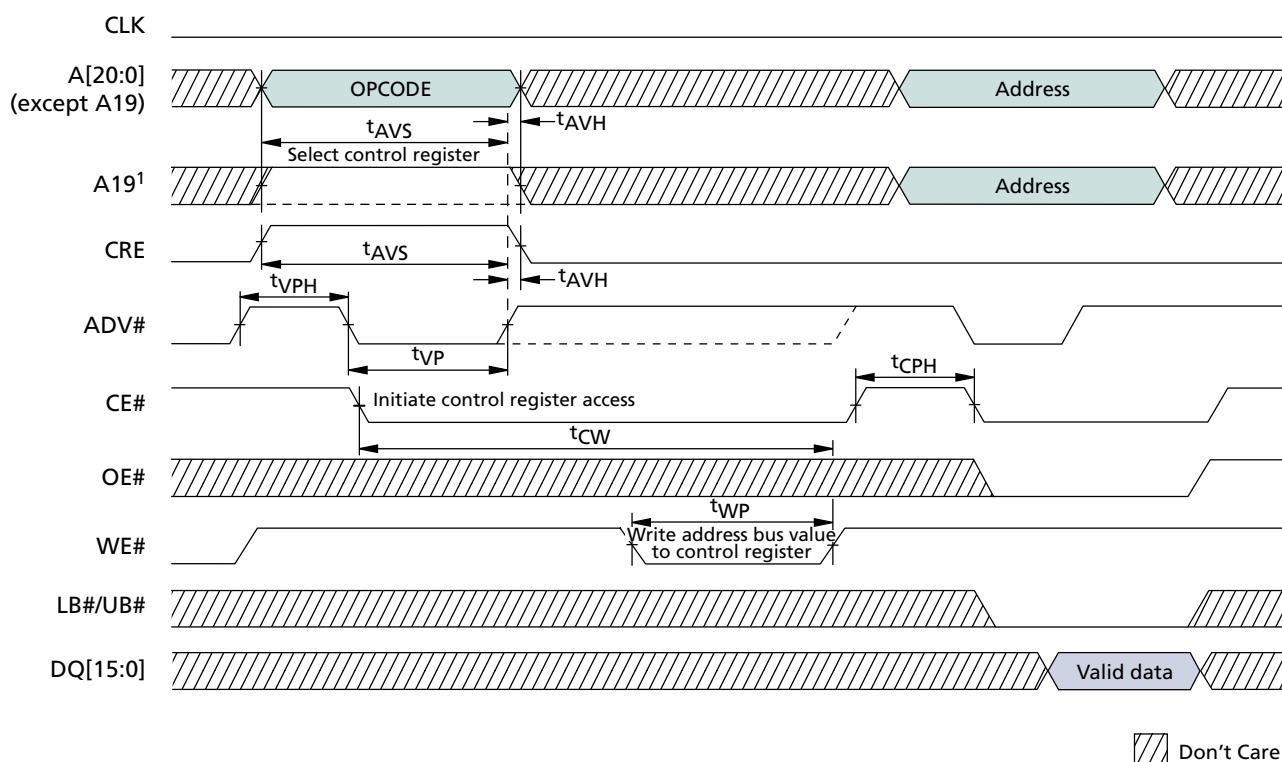 CLK
A[20:0]
(except A19)
OPCODE
Address
tAVS
tAVH
Select control register
A19¹
Address
CRE
tAVS
tAVH
tVPH
ADV#
tVP
tCPH
CE#
Initiate control register access
tCW
OE#
tWP
WE#
Write address bus value
to control register
LB#/UB#
DQ[15:0]
Valid data
Don't Care